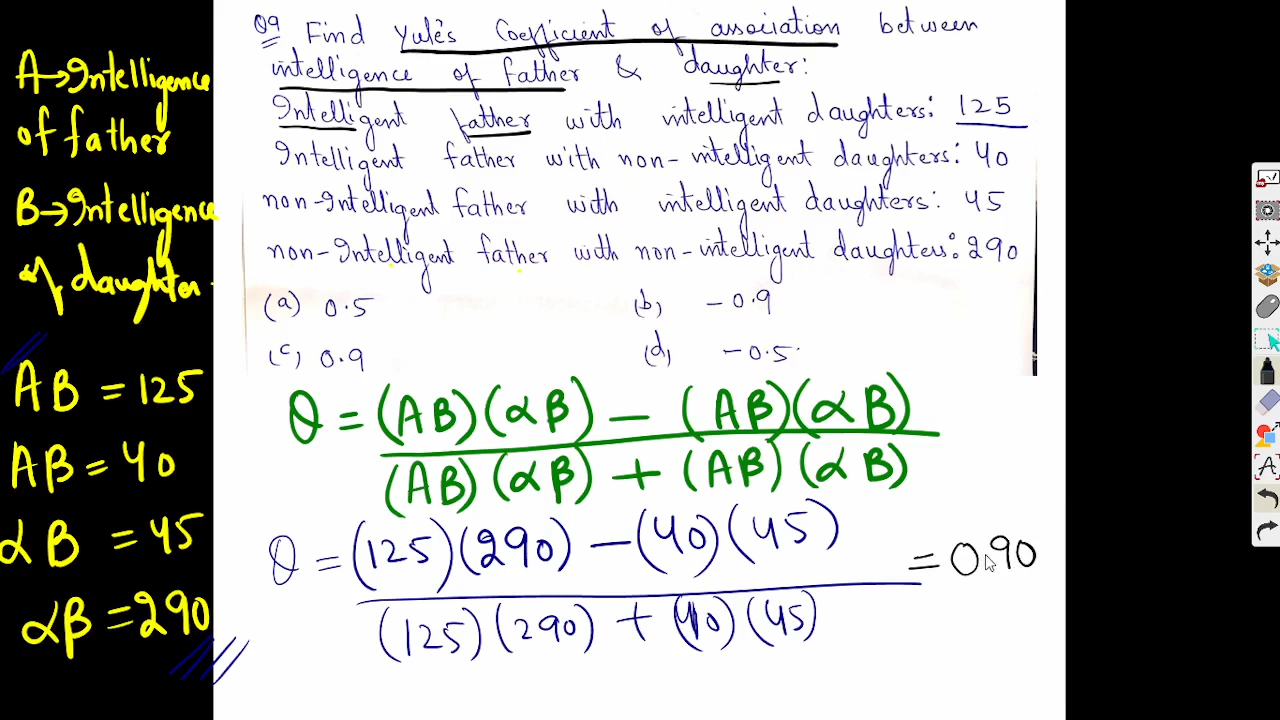 Q9 Find Yule's Coefficient of association between
intelligence of father & daughter:
Intelligent father with intelligent daughters: 125
Intelligent father with non-intelligent daughters: 40
non-Intelligent father with intelligent daughters: 45
non-Intelligent father with non-intelligent daughters: 290
(a) 0.5 (b) -0.9
(c) 0.9 (d) -0.5
A→Intelligence
of father
B→Intelligence
of daughter
AB = 125
Aβ = 40
αB = 45
αβ = 290
Q = (AB)(αβ) − (Aβ)(αB)
(AB)(αβ) + (Aβ)(αB)
Q = (125)(290) − (40)(45) = 0.90
(125)(290) + (40)(45)
A